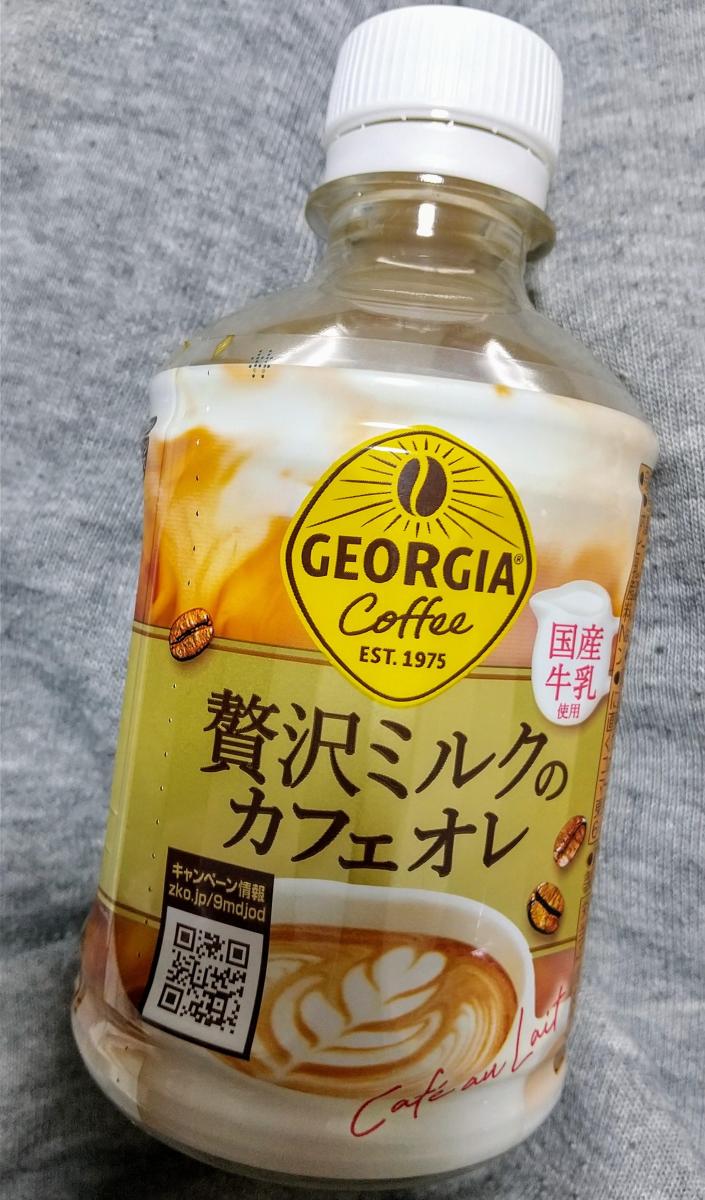 GEORGIA®
Coffee
EST. 1975
国産
牛乳
使用
贅沢ミルクの
カフェオレ
キャンペーン情報
zko.jp/9mdjod
Café au Lait